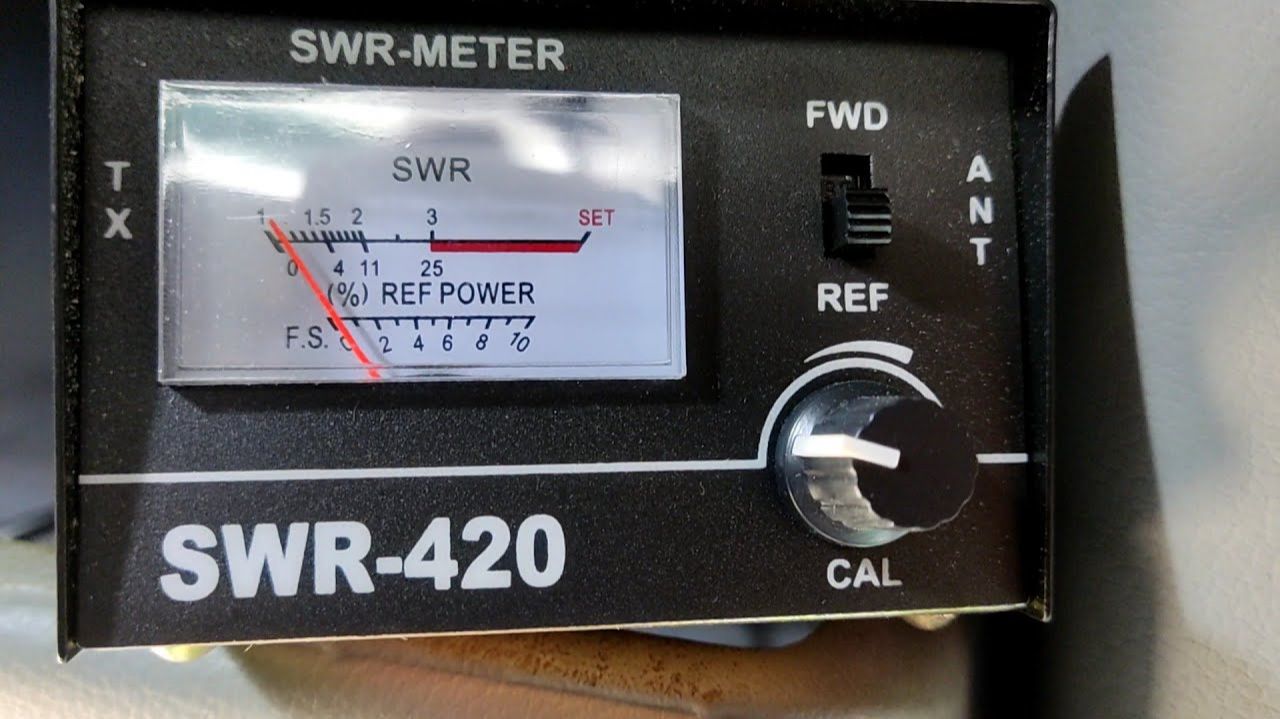 SWR-METER
TX
SWR
1 1.5 2 3 SET
0 4 11 25
(%) REF POWER
F.S. 0 2 4 6 8 10
FWD
REF
ANT
CAL
SWR-420